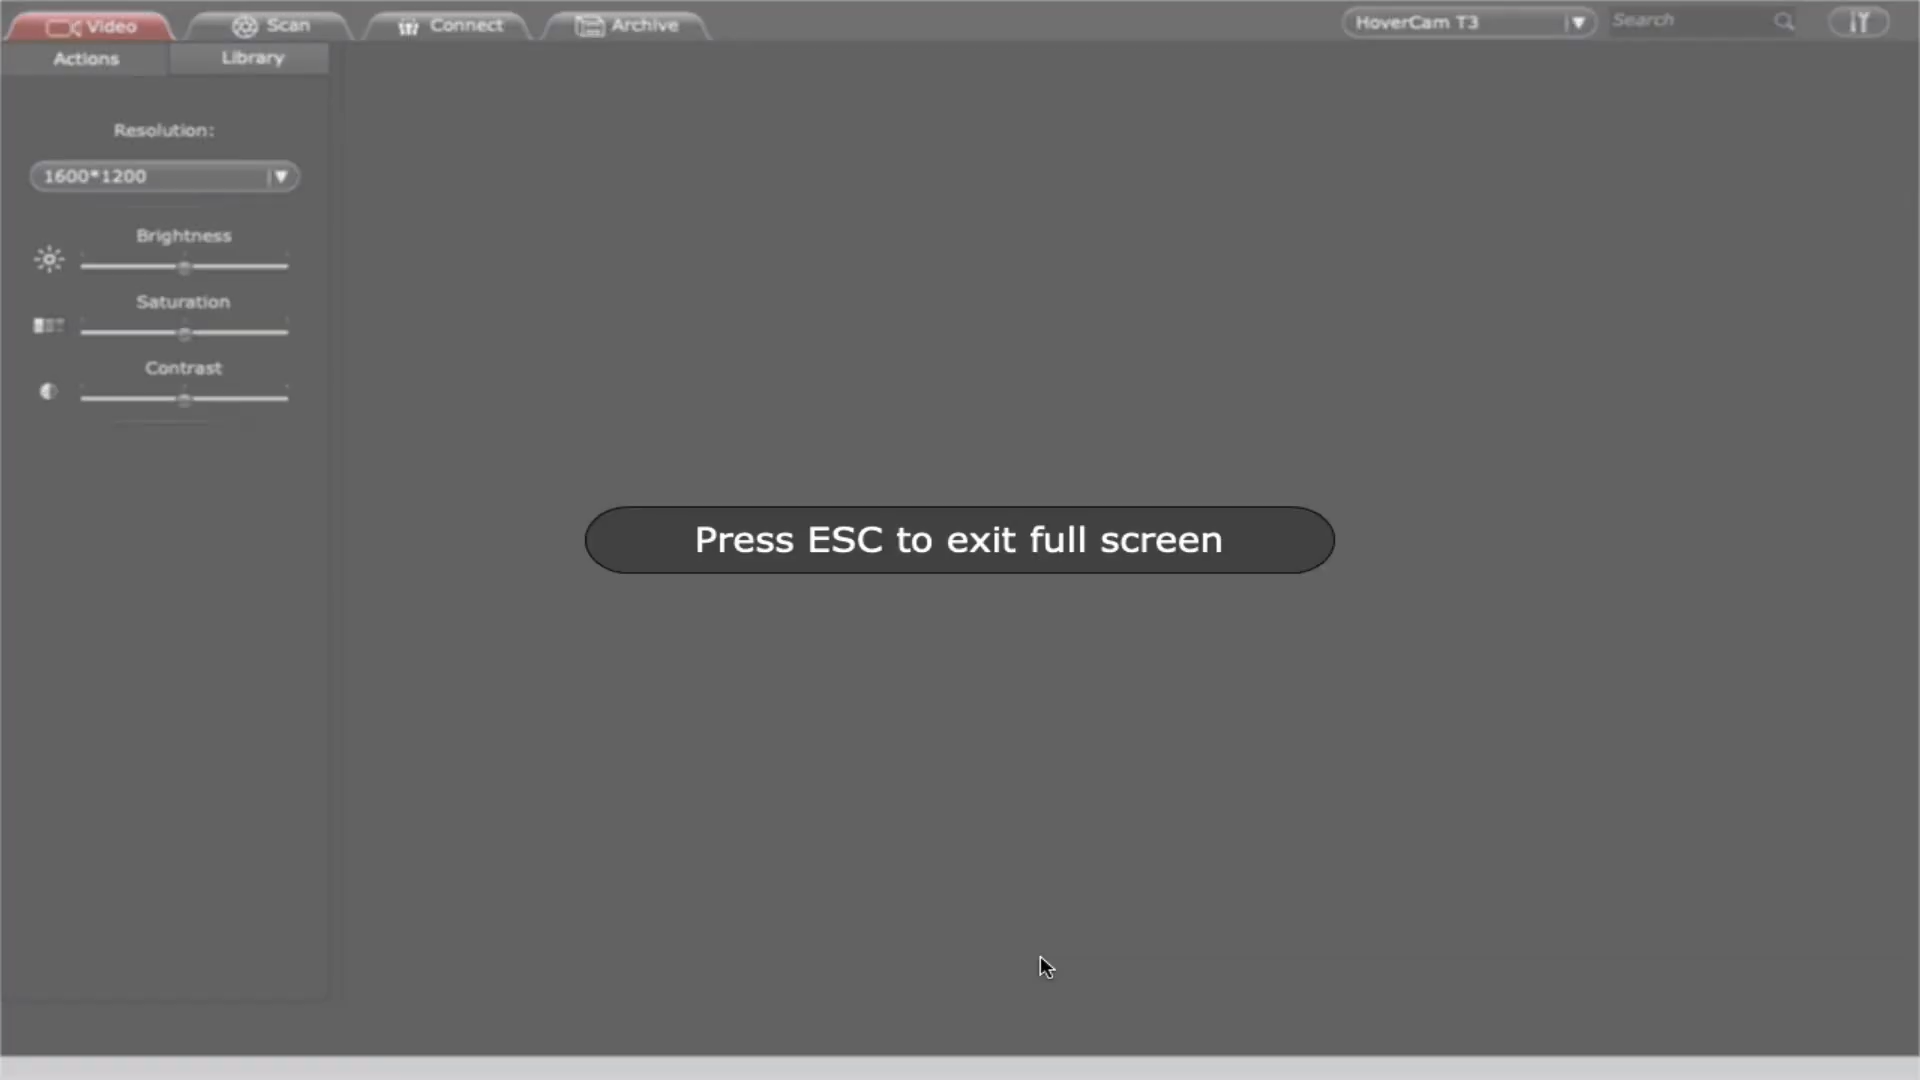 Video Scan Connect Archive HoverCam T3 Search
Actions Library
Resolution:
1600*1200
Brightness
Saturation
Contrast
Press ESC to exit full screen